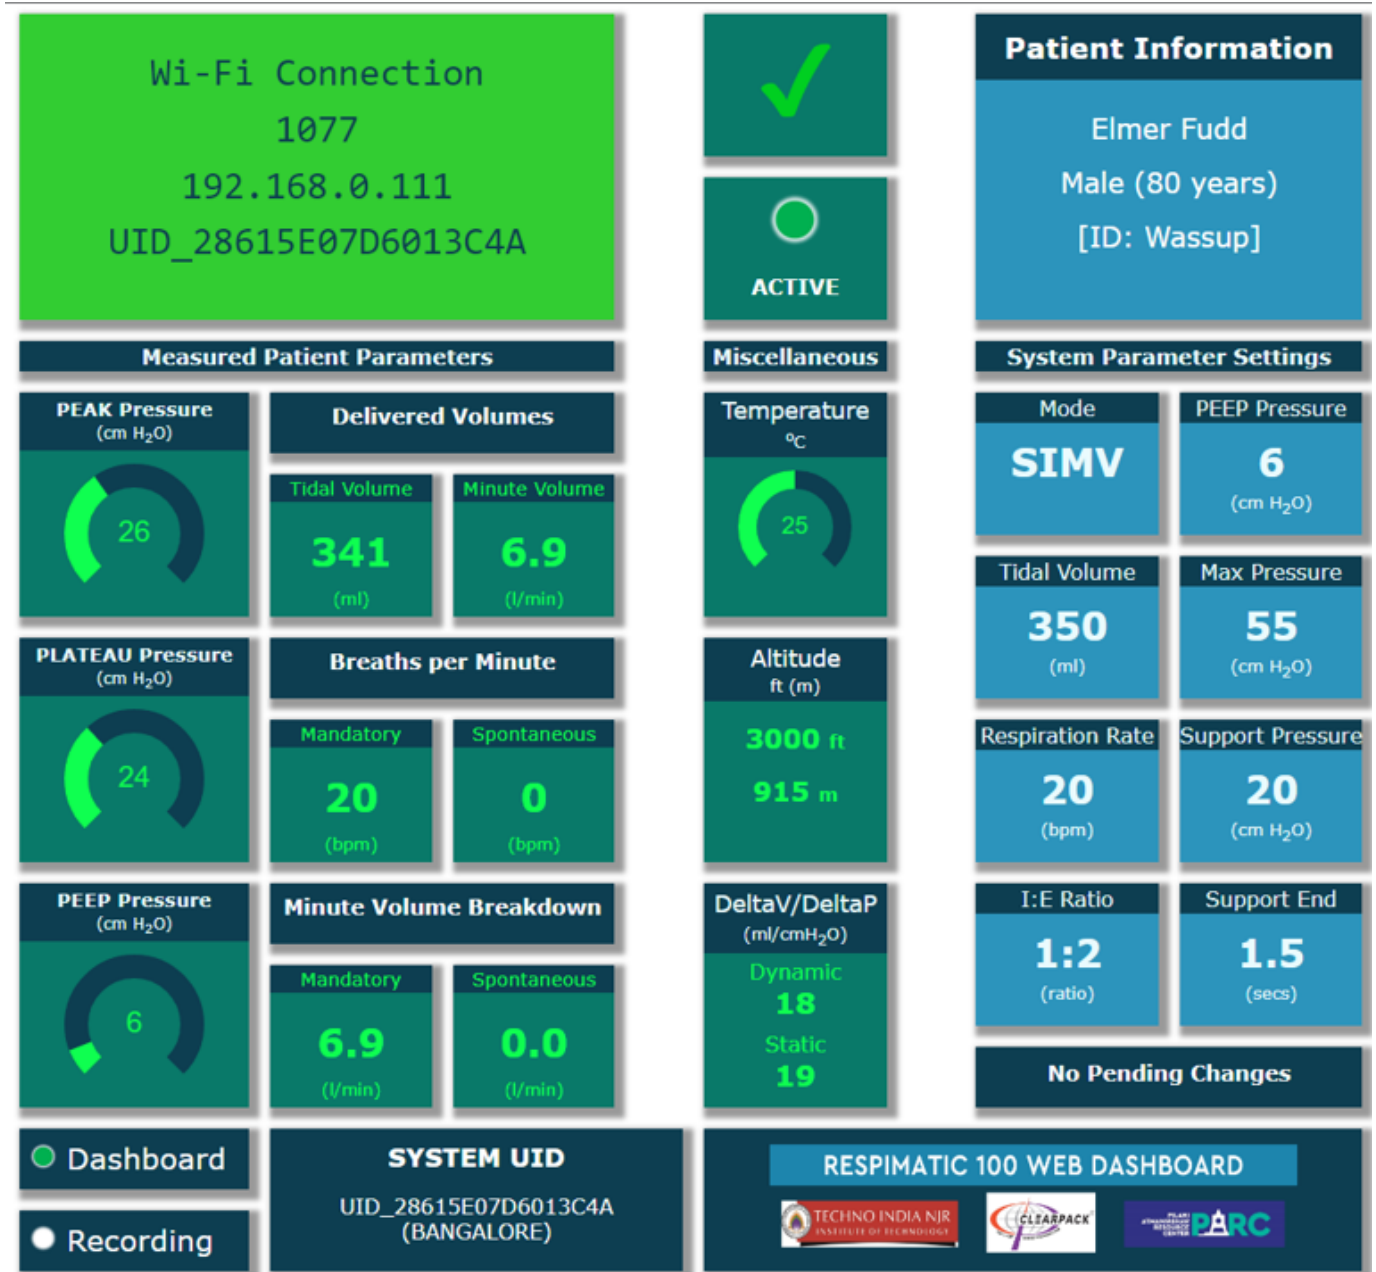 Wi-Fi Connection
1077
192.168.0.111
UID_28615E07D6013C4A
ACTIVE
Patient Information
Elmer Fudd
Male (80 years)
[ID: Wassup]
Measured Patient Parameters
PEAK Pressure
(cm H₂O)
26
PLATEAU Pressure
(cm H₂O)
24
PEEP Pressure
(cm H₂O)
6
Delivered Volumes
Tidal Volume
341
(ml)
Minute Volume
6.9
(l/min)
Breaths per Minute
Mandatory
20
(bpm)
Spontaneous
0
(bpm)
Minute Volume Breakdown
Mandatory
6.9
(l/min)
Spontaneous
0.0
(l/min)
Miscellaneous
Temperature
ºC
25
Altitude
ft (m)
3000 ft
915 m
DeltaV/DeltaP
(ml/cmH₂O)
Dynamic
18
Static
19
System Parameter Settings
Mode
SIMV
PEEP Pressure
6
(cm H₂O)
Tidal Volume
350
(ml)
Max Pressure
55
(cm H₂O)
Respiration Rate
20
(bpm)
Support Pressure
20
(cm H₂O)
I:E Ratio
1:2
(ratio)
Support End
1.5
(secs)
No Pending Changes
Dashboard
Recording
SYSTEM UID
UID_28615E07D6013C4A
(BANGALORE)
RESPIMATIC 100 WEB DASHBOARD
TECHNO INDIA NJR
INSTITUTE OF TECHNOLOGY
CLEARPACK
PARC